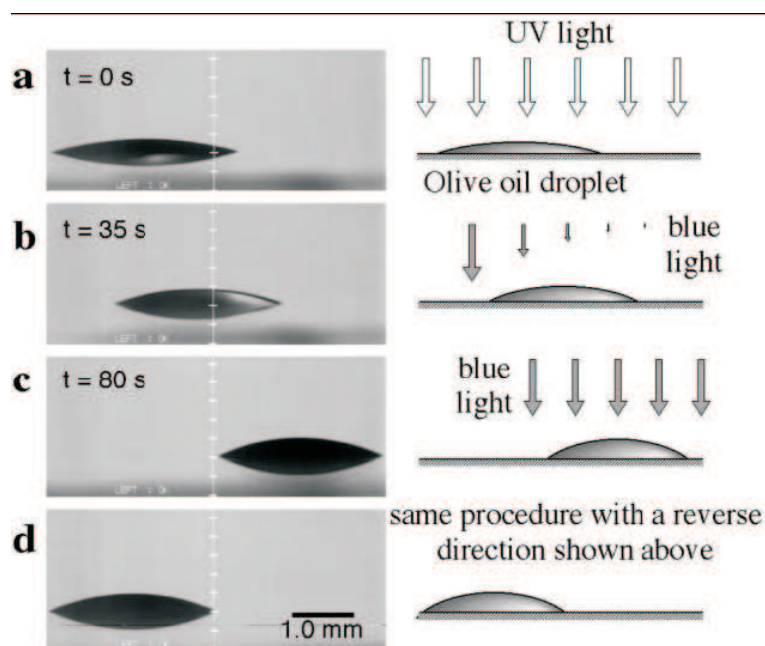 a
t = 0 s
UV light
Olive oil droplet
b
t = 35 s
blue
light
c
t = 80 s
blue
light
d
same procedure with a reverse
direction shown above
1.0 mm